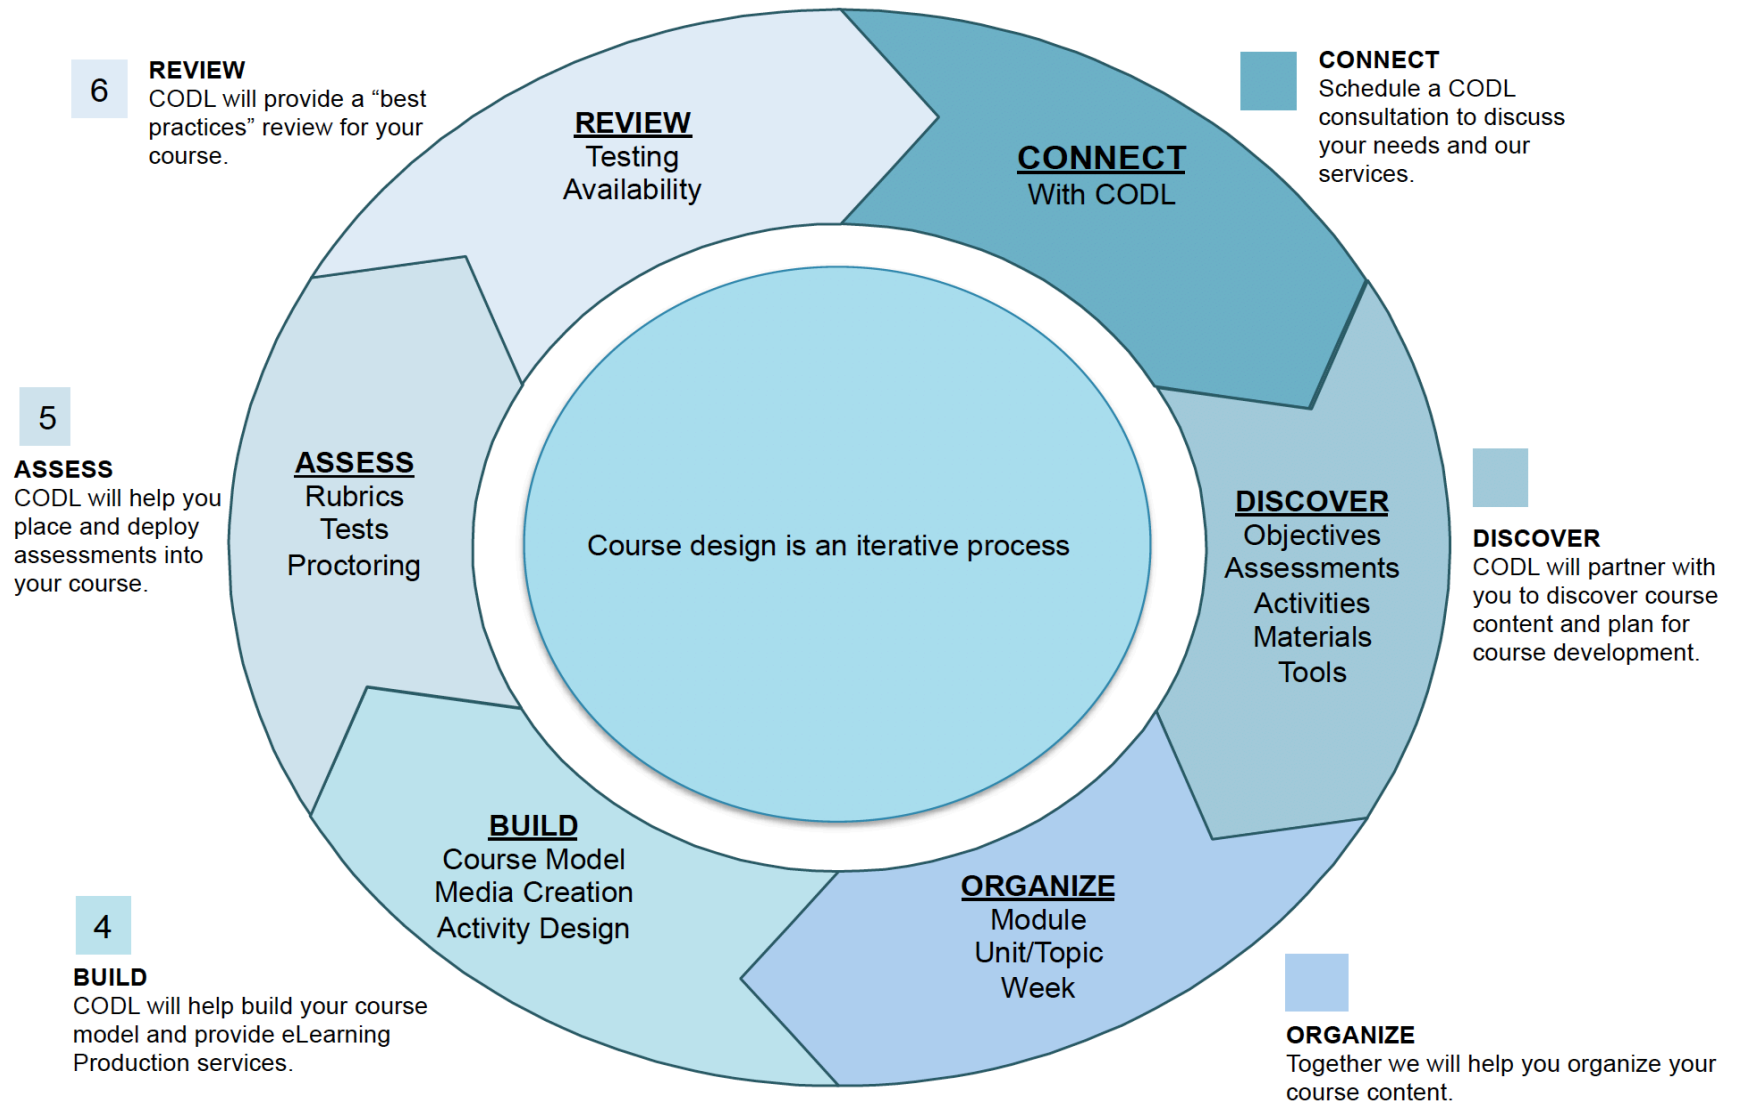 6
REVIEW
CODL will provide a “best
practices” review for your
course.
REVIEW
Testing
Availability
CONNECT
With CODL
CONNECT
Schedule a CODL
consultation to discuss
your needs and our
services.
5
ASSESS
CODL will help you
place and deploy
assessments into
your course.
ASSESS
Rubrics
Tests
Proctoring
Course design is an iterative process
DISCOVER
Objectives
Assessments
Activities
Materials
Tools
DISCOVER
CODL will partner with
you to discover course
content and plan for
course development.
4
BUILD
CODL will help build your course
model and provide eLearning
Production services.
BUILD
Course Model
Media Creation
Activity Design
ORGANIZE
Module
Unit/Topic
Week
ORGANIZE
Together we will help you organize your
course content.